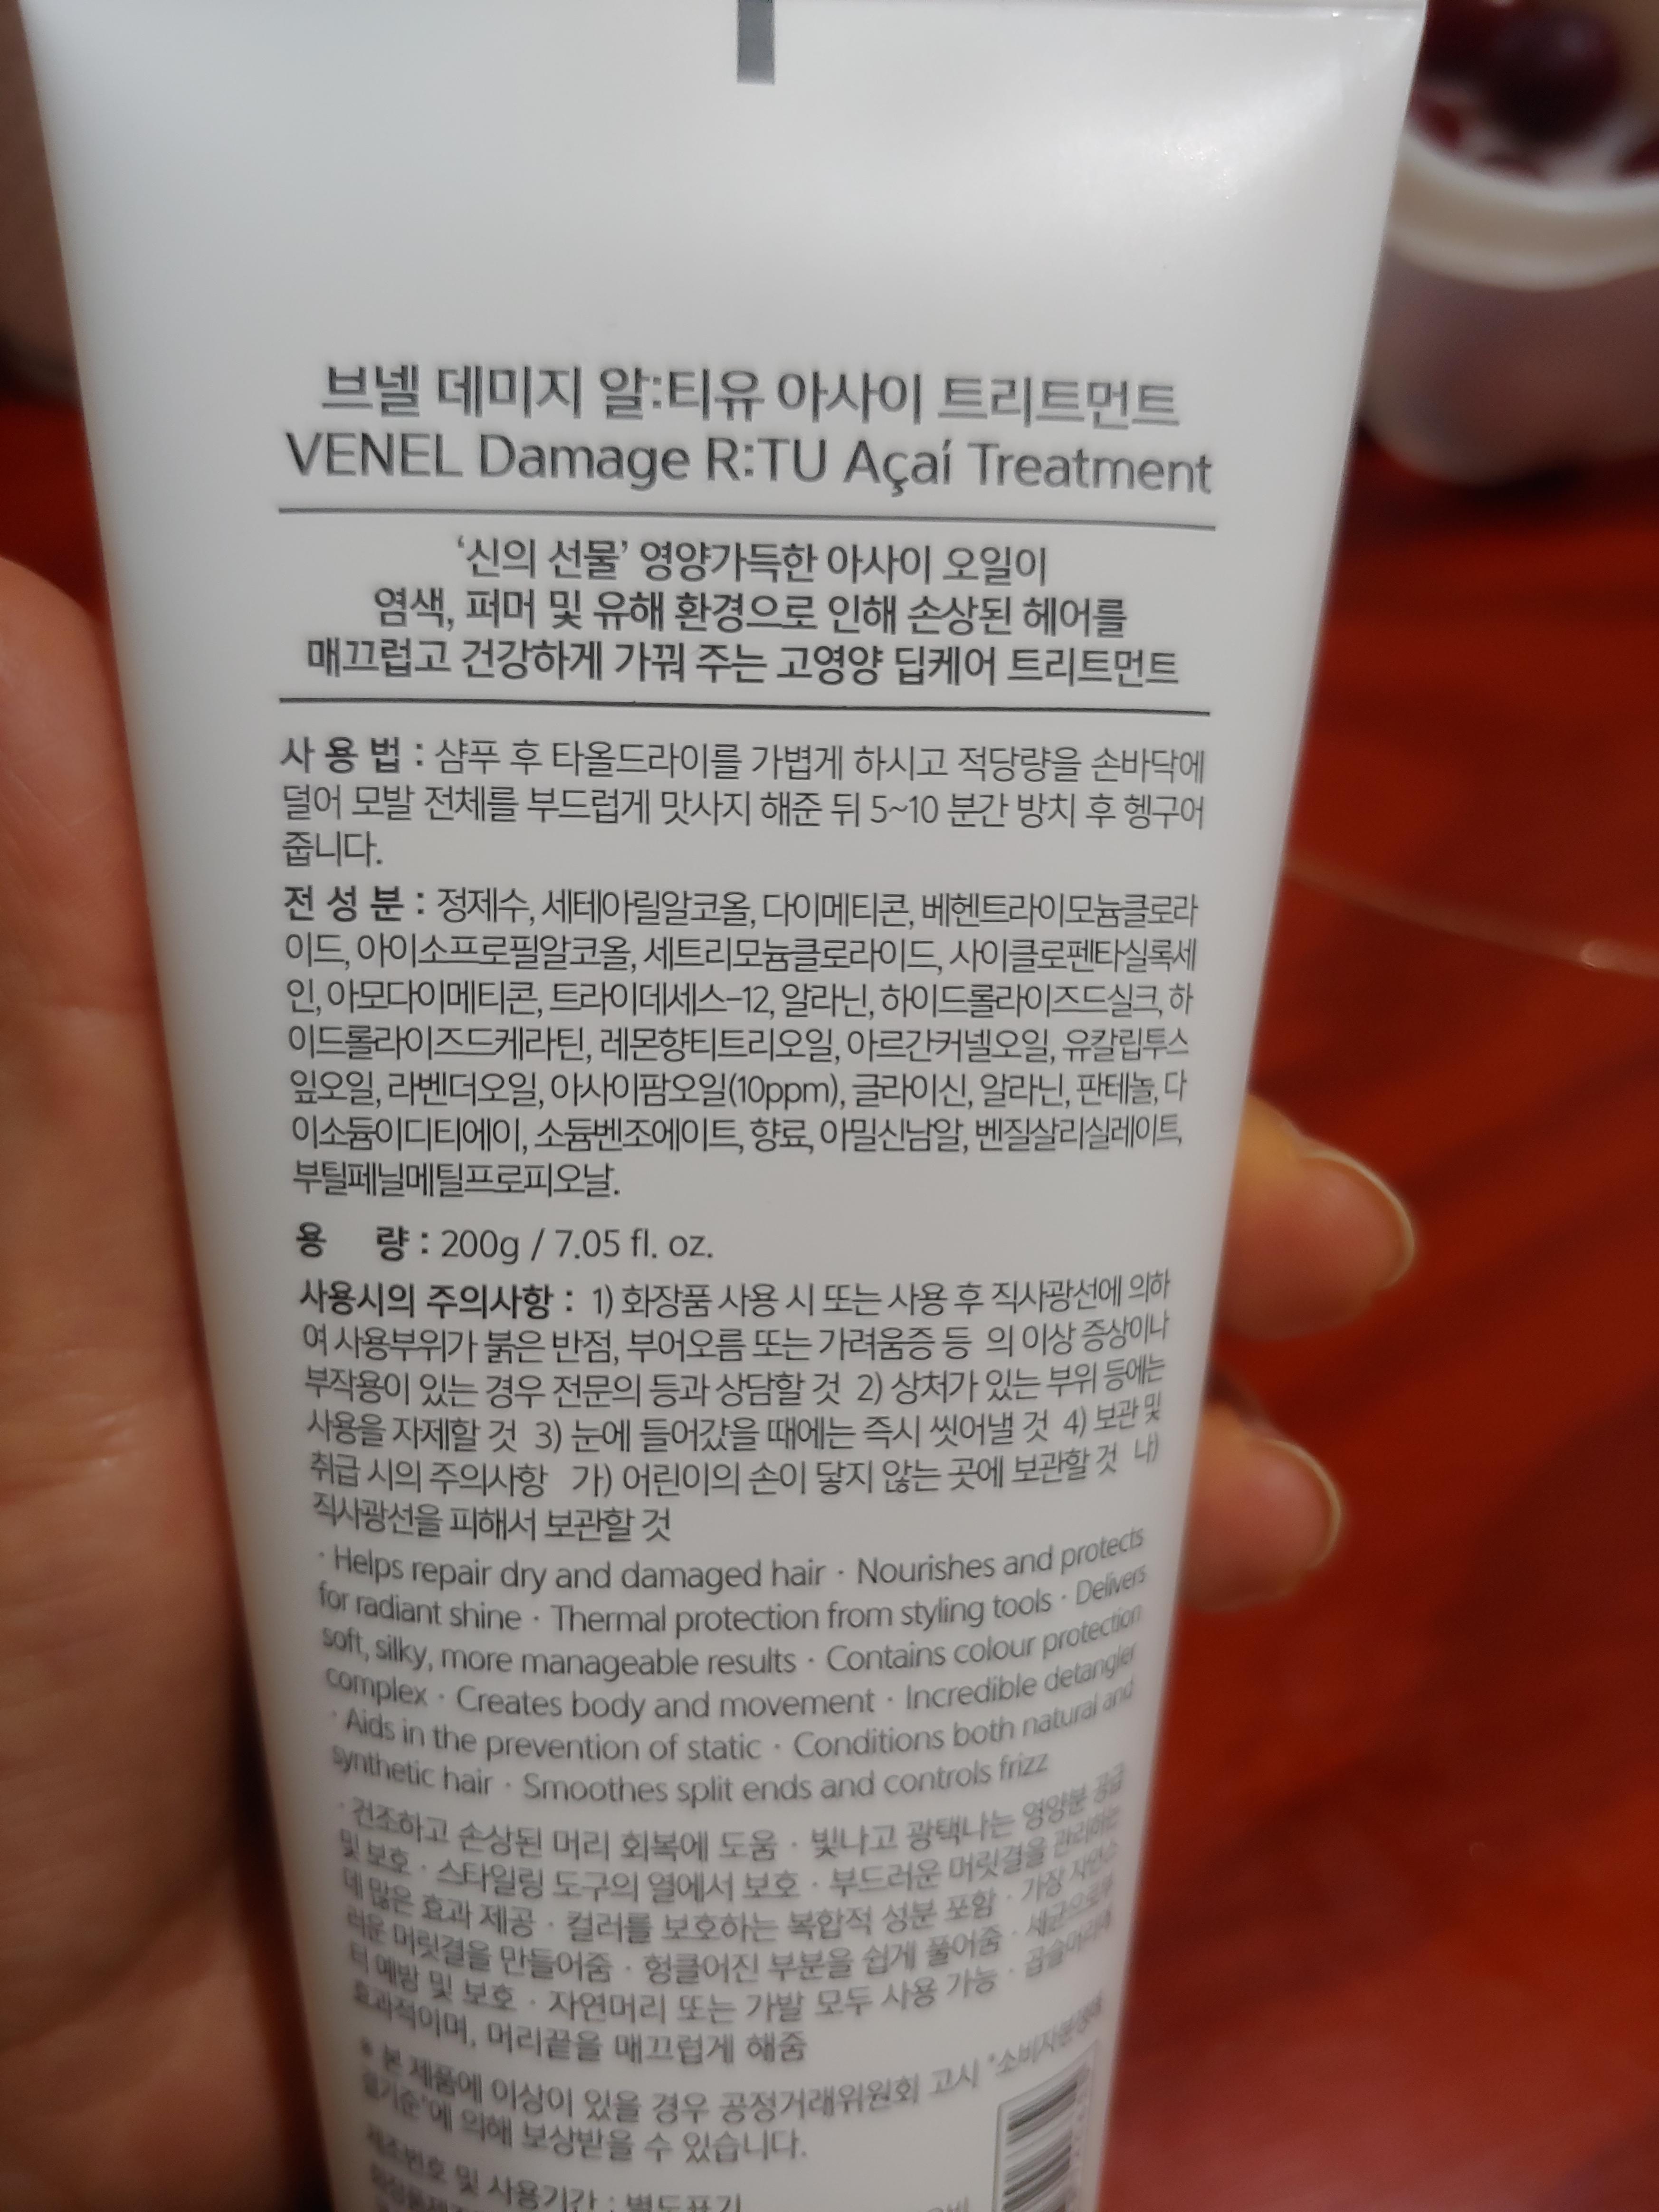 브넬 데미지 알:티유 아사이 트리트먼트
VENEL Damage R:TU Açaí Treatment
‘신의 선물’ 영양가득한 아사이 오일이
염색, 퍼머 및 유해 환경으로 인해 손상된 헤어를
매끄럽고 건강하게 가꿔 주는 고영양 딥케어 트리트먼트
사 용 법 : 샴푸 후 타올드라이를 가볍게 하시고 적당량을 손바닥에
덜어 모발 전체를 부드럽게 맛사지 해준 뒤 5~10 분간 방치 후 헹구어
줍니다.
전 성 분 : 정제수, 세테아릴알코올, 다이메티콘, 베헨트라이모늄클로라
이드, 아이소프로필알코올, 세트리모늄클로라이드, 사이클로펜타실록세
인, 아모다이메티콘, 트라이데세스-12, 알라닌, 하이드롤라이즈드실크, 하
이드롤라이즈드케라틴, 레몬향티트리오일, 아르간커넬오일, 유칼립투스
잎오일, 라벤더오일, 아사이팜오일(10ppm), 글라이신, 알라닌, 판테놀, 다
이소듐이디티에이, 소듐벤조에이트, 향료, 아밀신남알, 벤질살리실레이트,
부틸페닐메틸프로피오날.
용 량 : 200g / 7.05 fl. oz.
사용시의 주의사항 : 1) 화장품 사용 시 또는 사용 후 직사광선에 의하
여 사용부위가 붉은 반점, 부어오름 또는 가려움증 등 의 이상 증상이나
부작용이 있는 경우 전문의 등과 상담할 것 2) 상처가 있는 부위 등에는
사용을 자제할 것 3) 눈에 들어갔을 때에는 즉시 씻어낼 것 4) 보관 및
취급 시의 주의사항 가) 어린이의 손이 닿지 않는 곳에 보관할 것 나)
직사광선을 피해서 보관할 것
· Helps repair dry and damaged hair · Nourishes and protects
for radiant shine · Thermal protection from styling tools · Delivers
soft, silky, more manageable results · Contains colour protection
complex · Creates body and movement · Incredible detangler
· Aids in the prevention of static · Conditions both natural and
synthetic hair · Smoothes split ends and controls frizz
· 건조하고 손상된 머리 회복에 도움 · 빛나고 광택나는 영양분 공급
및 보호 · 스타일링 도구의 열에서 보호 · 부드러운 머릿결을 관리하는
데 많은 효과 제공 · 컬러를 보호하는 복합적 성분 포함 · 가장 자연스
러운 머릿결을 만들어줌 · 헝클어진 부분을 쉽게 풀어줌 · 세균으로부
터 예방 및 보호 · 자연머리 또는 가발 모두 사용 가능 · 곱슬머리에
효과적이며, 머리끝을 매끄럽게 해줌
* 본 제품에 이상이 있을 경우 공정거래위원회 고시 "소비자분쟁해
결기준"에 의해 보상받을 수 있습니다.
제조번호 및 사용기간 : 별도표기